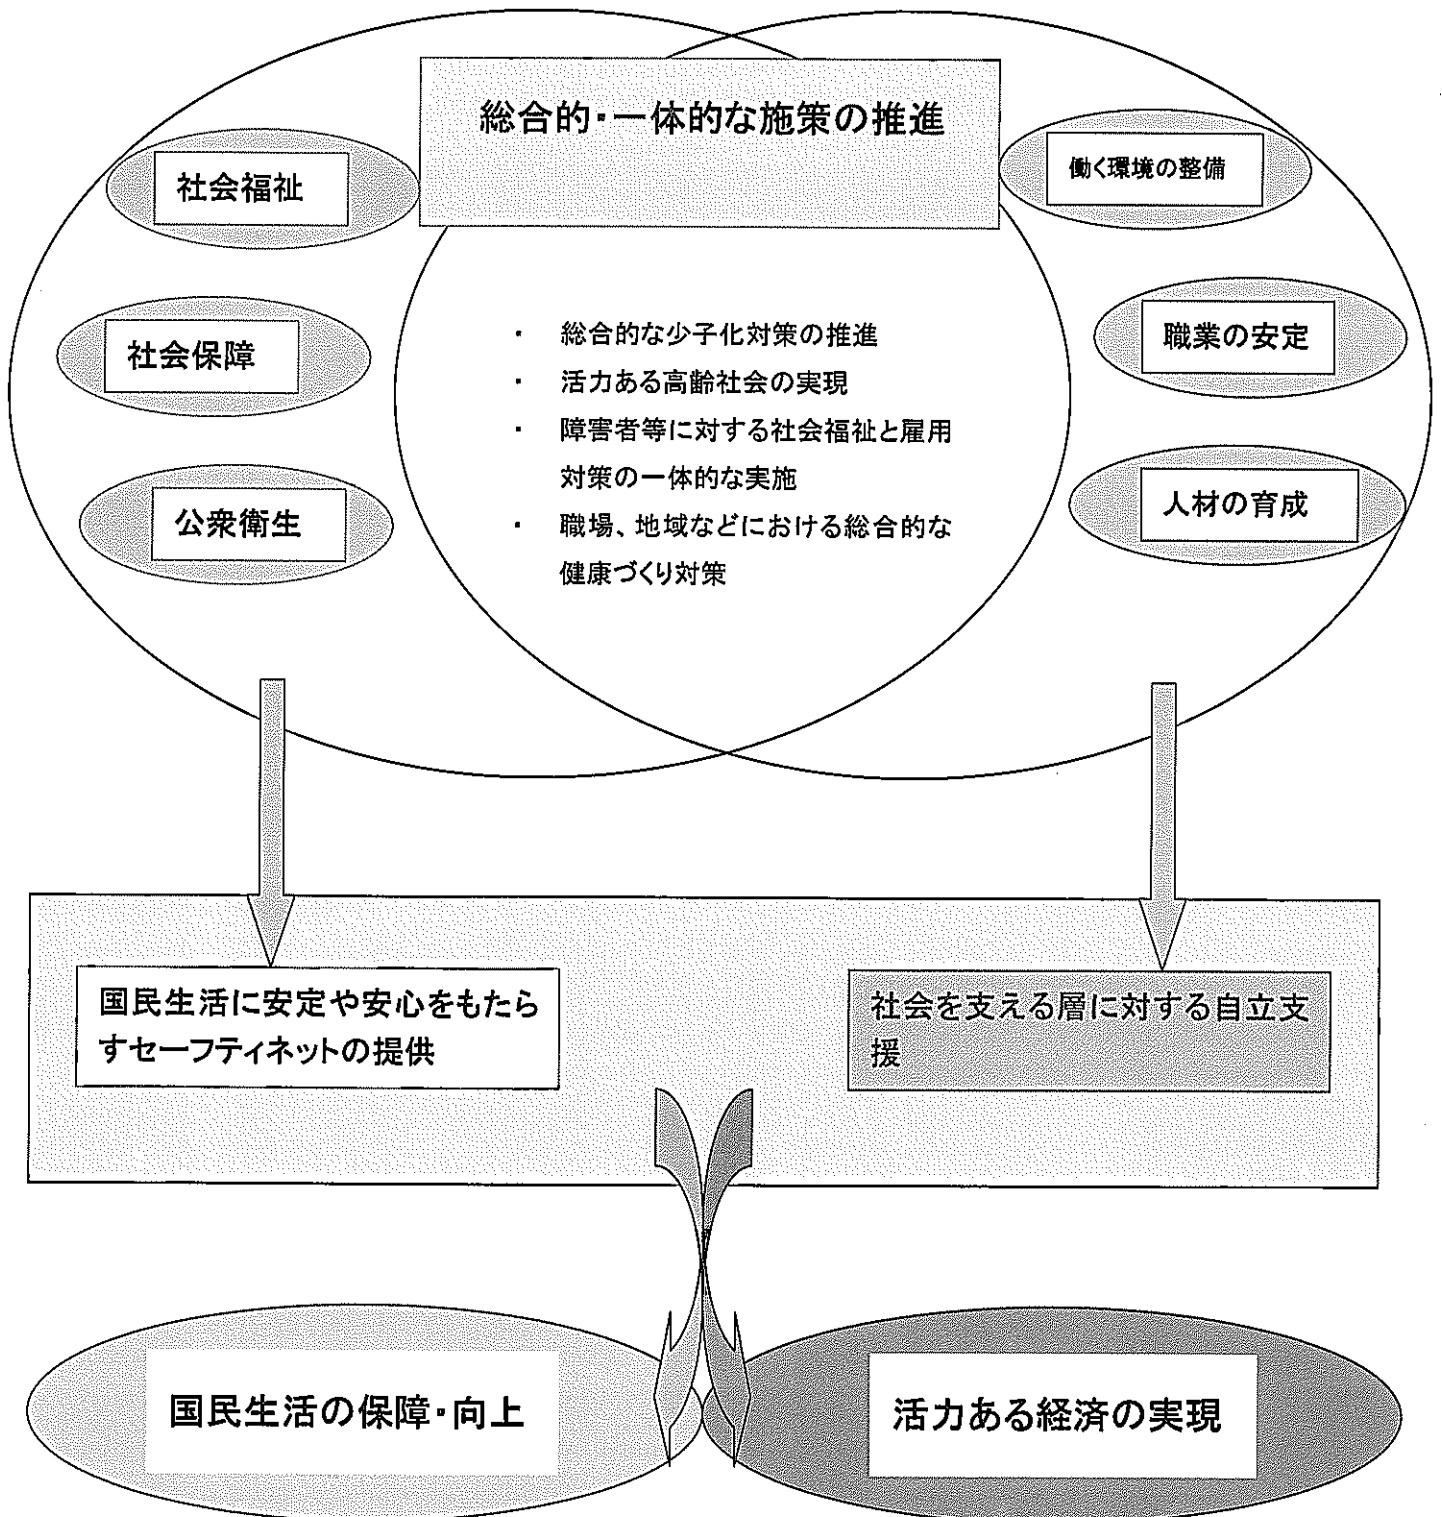 総合的・一体的な施策の推進
社会福祉
社会保障
公衆衛生
働く環境の整備
職業の安定
人材の育成
・ 総合的な少子化対策の推進
・ 活力ある高齢社会の実現
・ 障害者等に対する社会福祉と雇用
対策の一体的な実施
・ 職場、地域などにおける総合的な
健康づくり対策
国民生活に安定や安心をもたら
すセーフティネットの提供
社会を支える層に対する自立支
援
国民生活の保障・向上
活力ある経済の実現